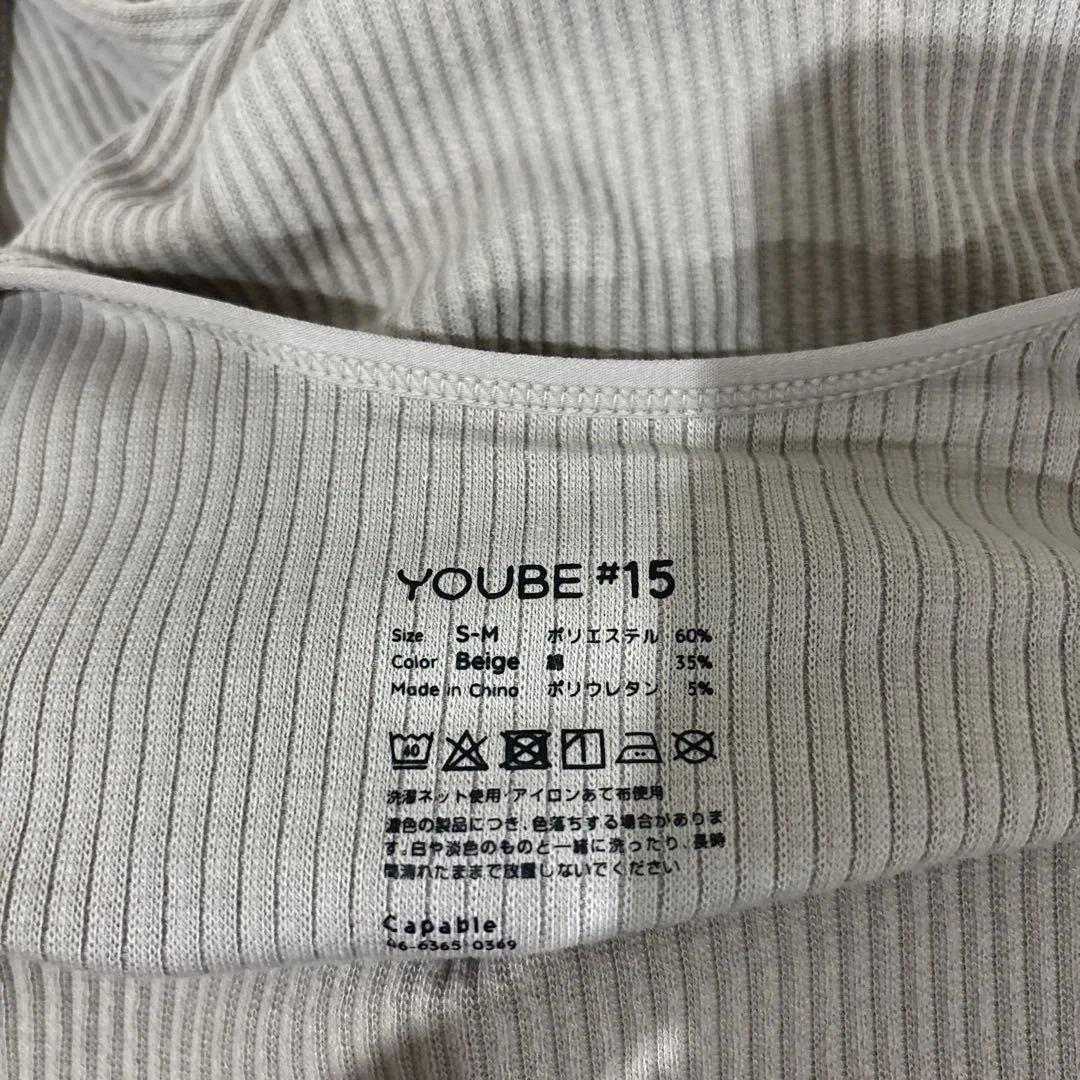 YOUBE #15
Size S-M ポリエステル 60%
Color Beige 綿 35%
Made in China ポリウレタン 5%
40
洗濯ネット使用・アイロンあて布使用
濃色の製品につき、色落ちする場合がありま
す。白や淡色のものと一緒に洗ったり、長時
間濡れたままで放置しないでください
Capable
06-6365-0369